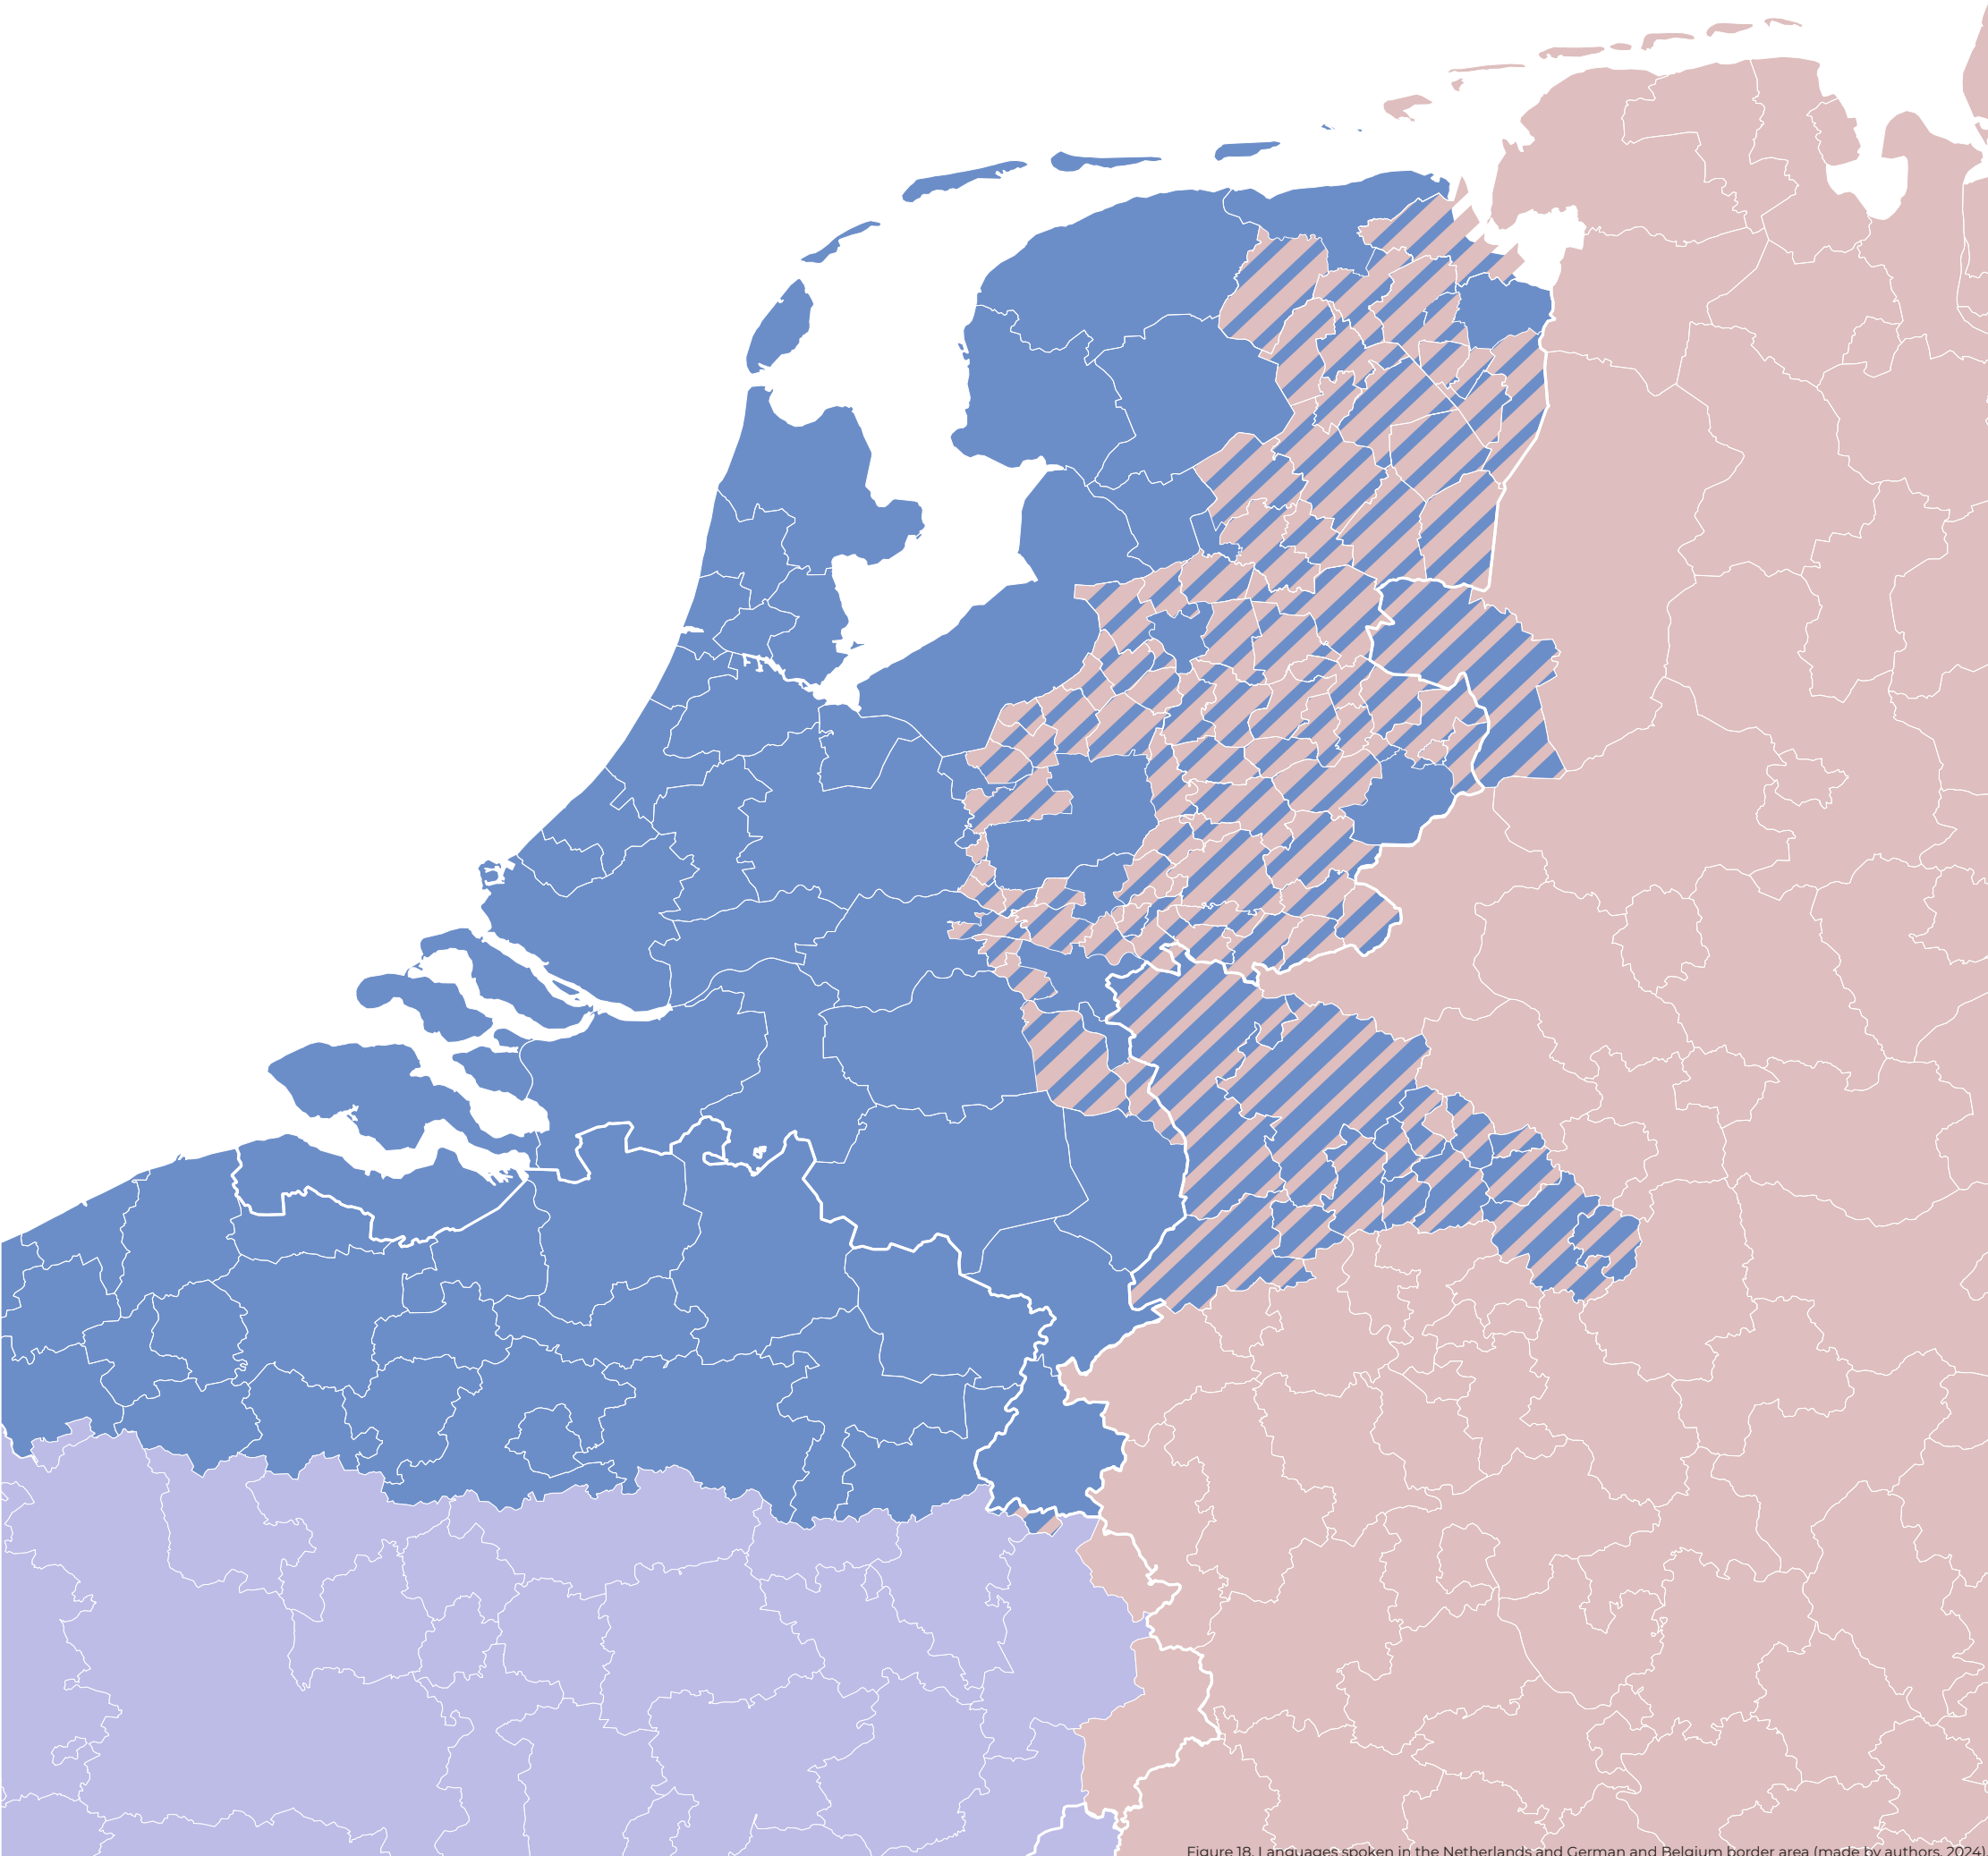 Figure 18. Languages spoken in the Netherlands and German and Belgium border area (made by authors, 2024)